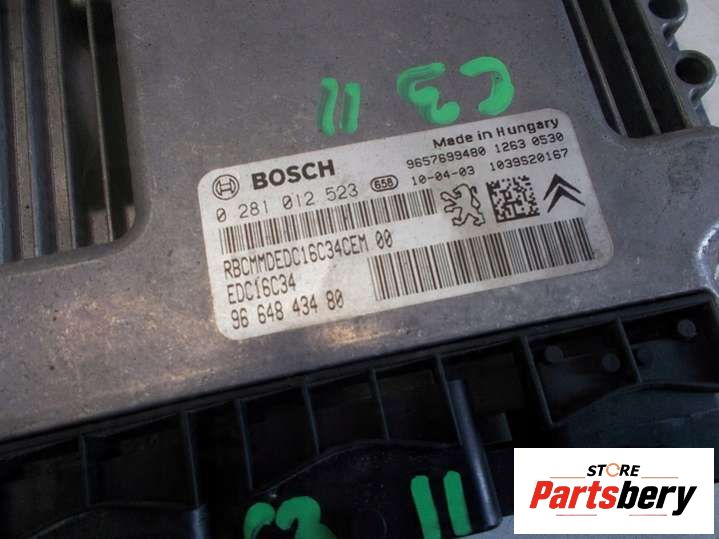 C3 11
Made in Hungary
BOSCH
9657699480 1263 0530
0 281 012 523 658 10-04-03 1039S20167
RBCMMDEDC16C34CEM 00
EDC16C34
96 648 434 80
11
STORE
Partsbery